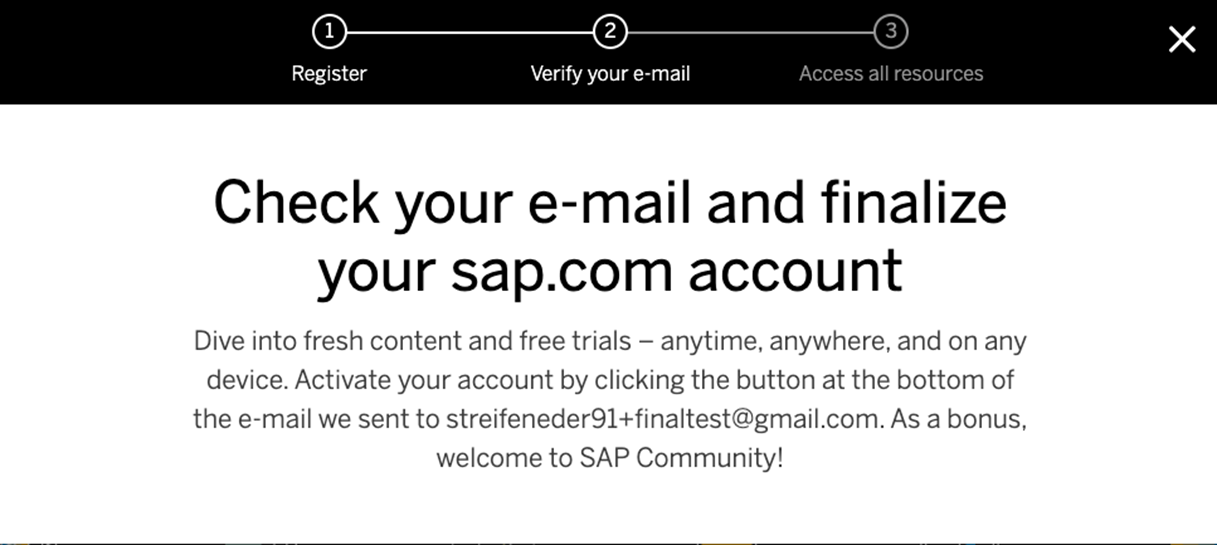 1 2 3
Register Verify your e-mail Access all resources
Check your e-mail and finalize
your sap.com account
Dive into fresh content and free trials – anytime, anywhere, and on any
device. Activate your account by clicking the button at the bottom of
the e-mail we sent to streifeneder91+finaltest@gmail.com. As a bonus,
welcome to SAP Community!